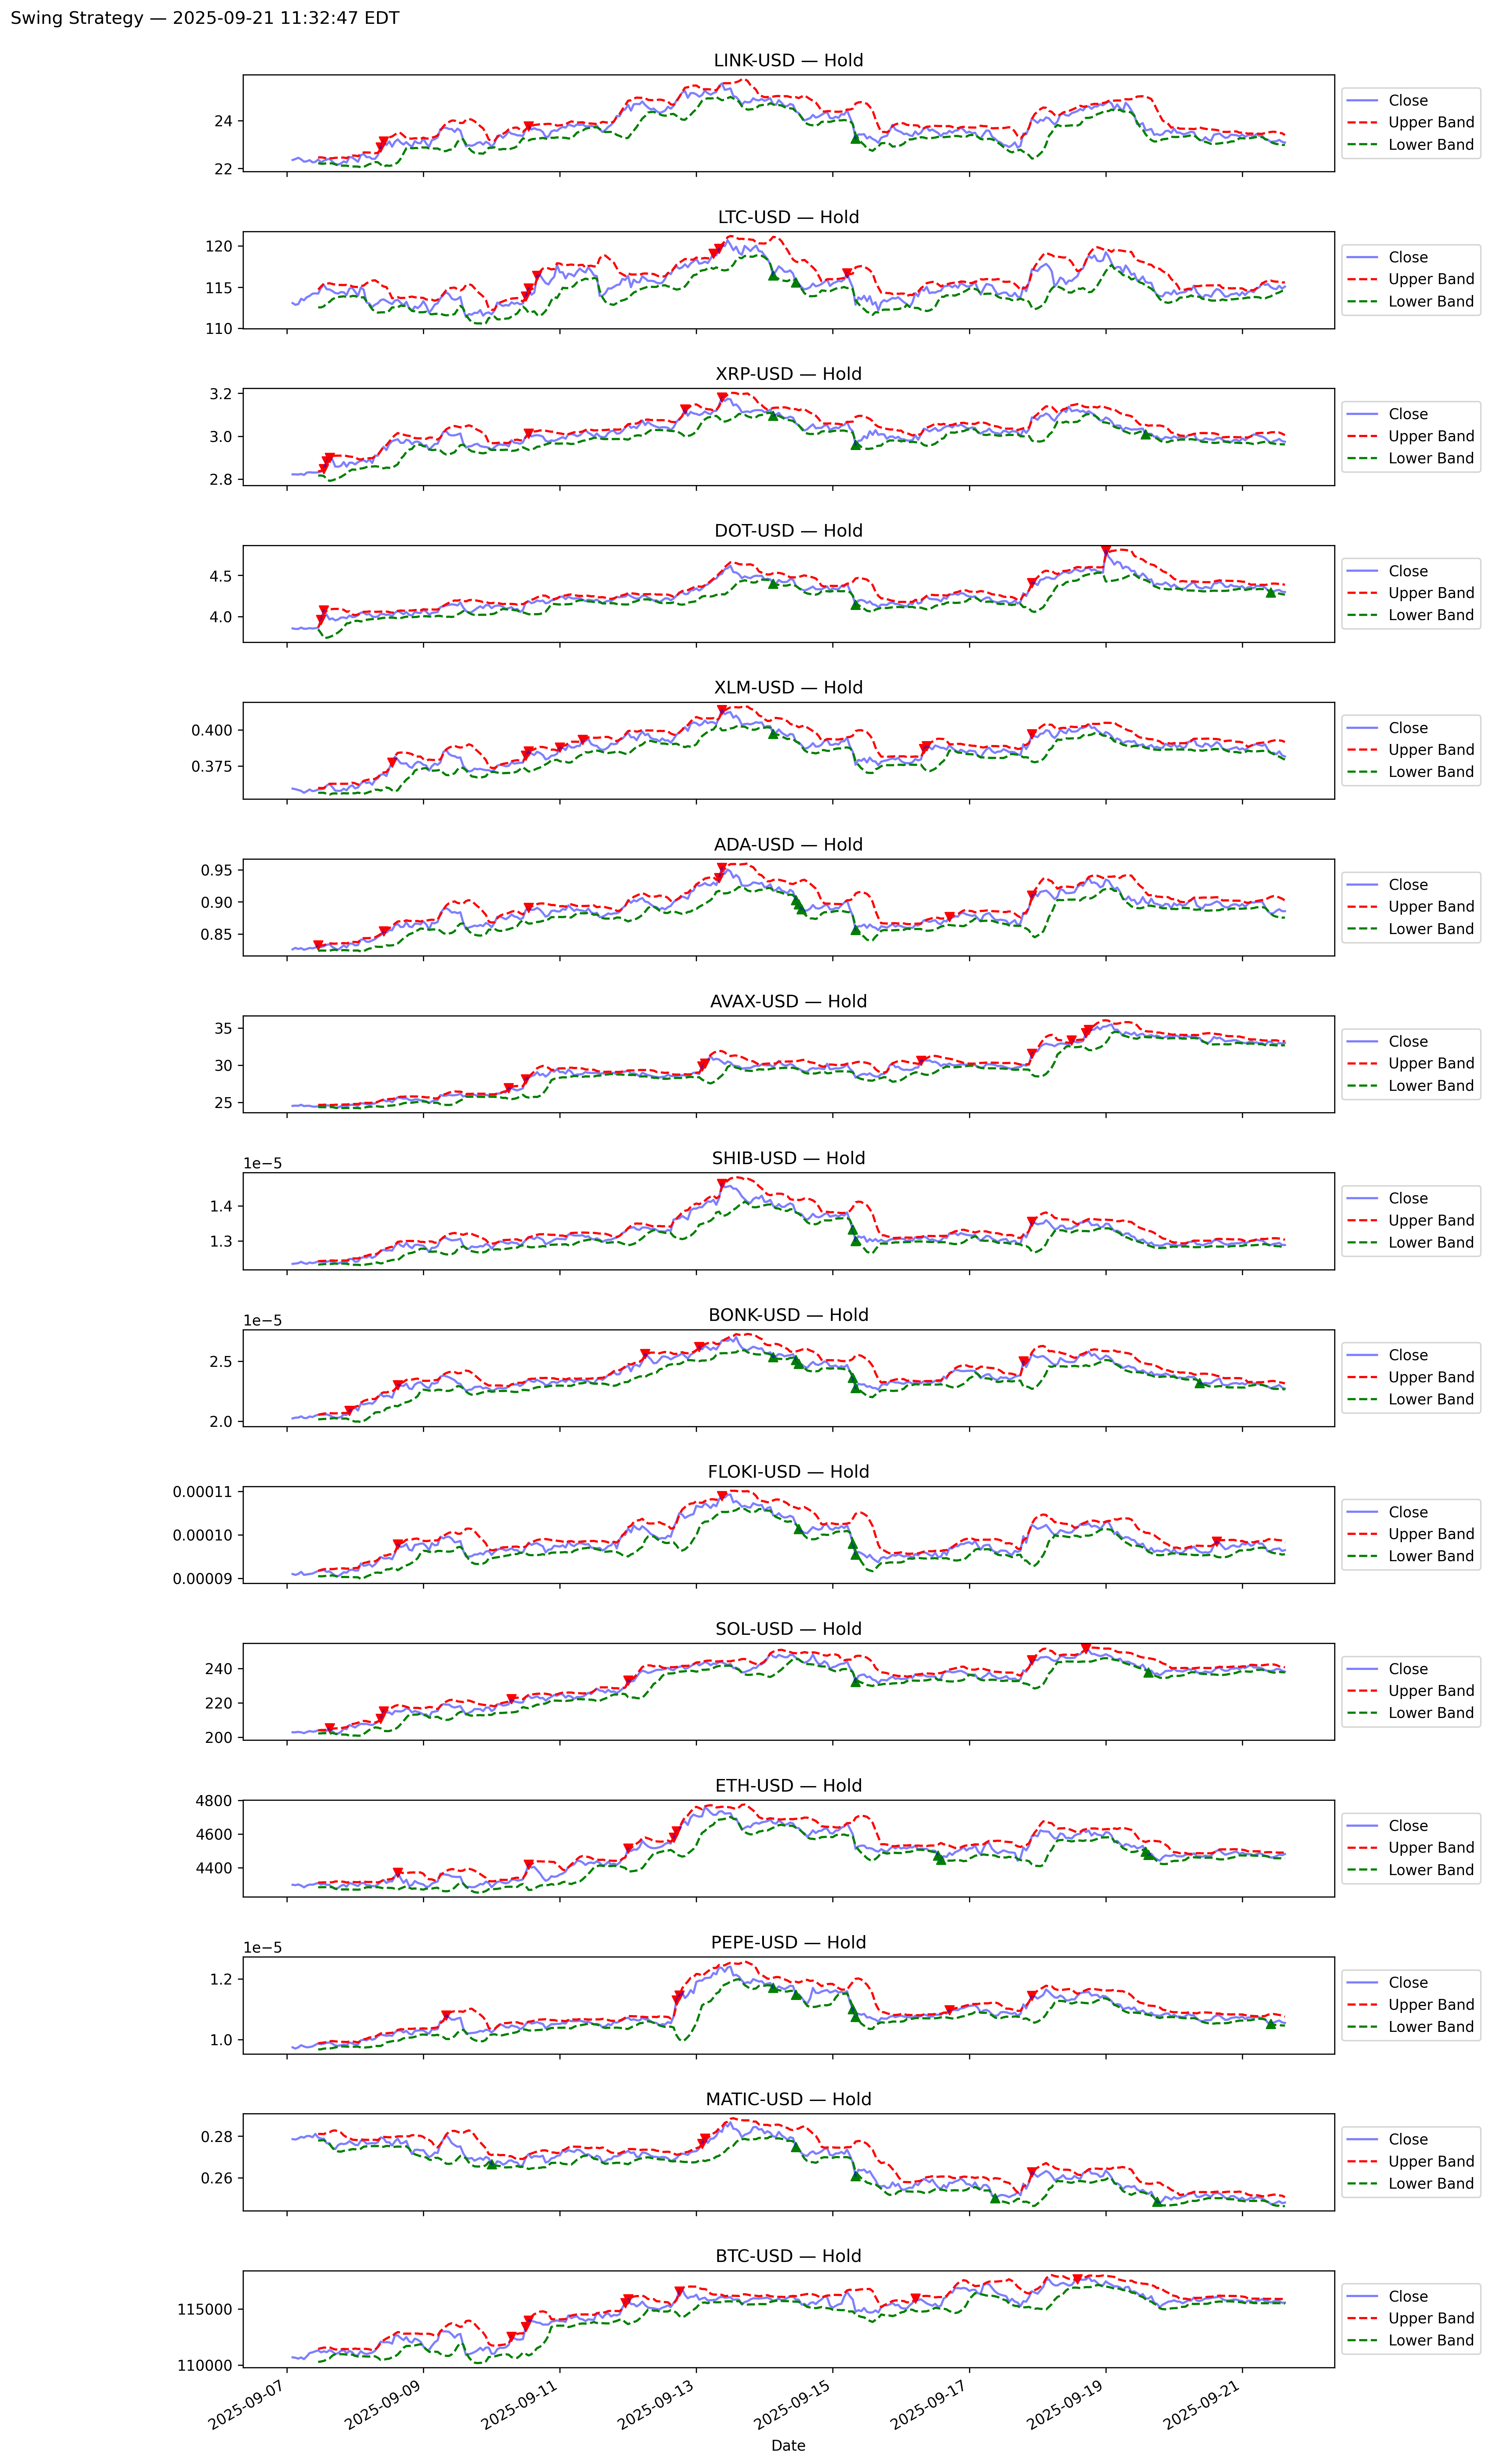 Swing Strategy — 2025-09-21 11:32:47 EDT
LINK-USD — Hold
24
22
Close
Upper Band
Lower Band
LTC-USD — Hold
120
115
110
Close
Upper Band
Lower Band
XRP-USD — Hold
3.2
3.0
2.8
Close
Upper Band
Lower Band
DOT-USD — Hold
4.5
4.0
Close
Upper Band
Lower Band
XLM-USD — Hold
0.400
0.375
Close
Upper Band
Lower Band
ADA-USD — Hold
0.95
0.90
0.85
Close
Upper Band
Lower Band
AVAX-USD — Hold
35
30
25
Close
Upper Band
Lower Band
SHIB-USD — Hold
1e−5
1.4
1.3
Close
Upper Band
Lower Band
BONK-USD — Hold
1e−5
2.5
2.0
Close
Upper Band
Lower Band
FLOKI-USD — Hold
0.00011
0.00010
0.00009
Close
Upper Band
Lower Band
SOL-USD — Hold
240
220
200
Close
Upper Band
Lower Band
ETH-USD — Hold
4800
4600
4400
Close
Upper Band
Lower Band
PEPE-USD — Hold
1e−5
1.2
1.0
Close
Upper Band
Lower Band
MATIC-USD — Hold
0.28
0.26
Close
Upper Band
Lower Band
BTC-USD — Hold
115000
110000
Close
Upper Band
Lower Band
2025-09-07
2025-09-09
2025-09-11
2025-09-13
2025-09-15
2025-09-17
2025-09-19
2025-09-21
Date